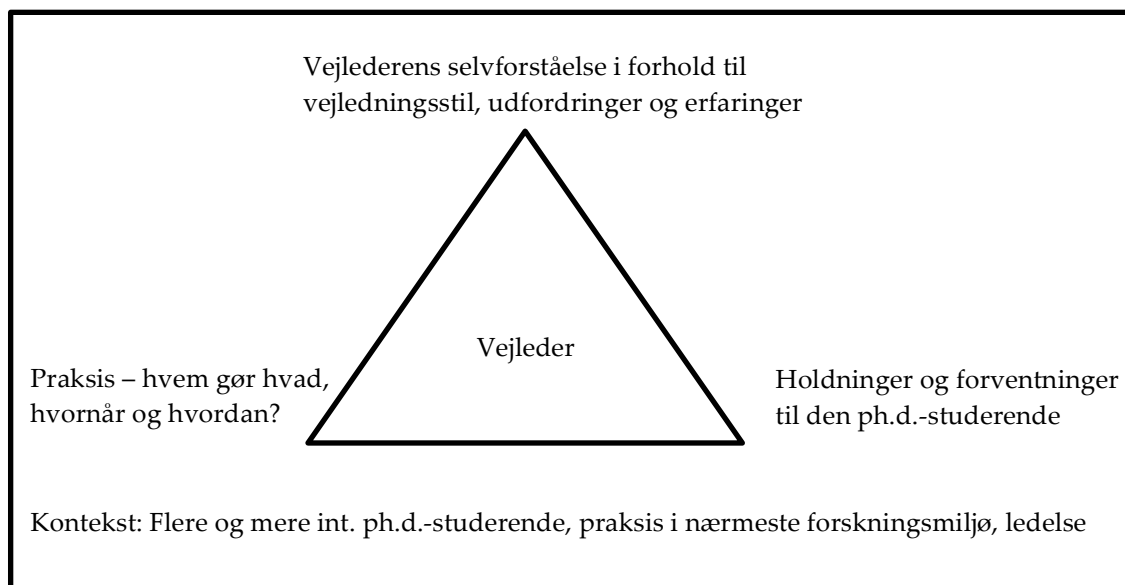 Vejlederens selvforståelse i forhold til
vejledningsstil, udfordringer og erfaringer
Vejleder
Praksis – hvem gør hvad,
hvornår og hvordan?
Holdninger og forventninger
til den ph.d.-studerende
Kontekst: Flere og mere int. ph.d.-studerende, praksis i nærmeste forskningsmiljø, ledelse